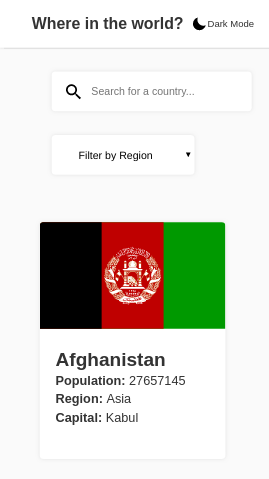 Where in the world? Dark Mode
Search for a country...
Filter by Region
Afghanistan
Population: 27657145
Region: Asia
Capital: Kabul